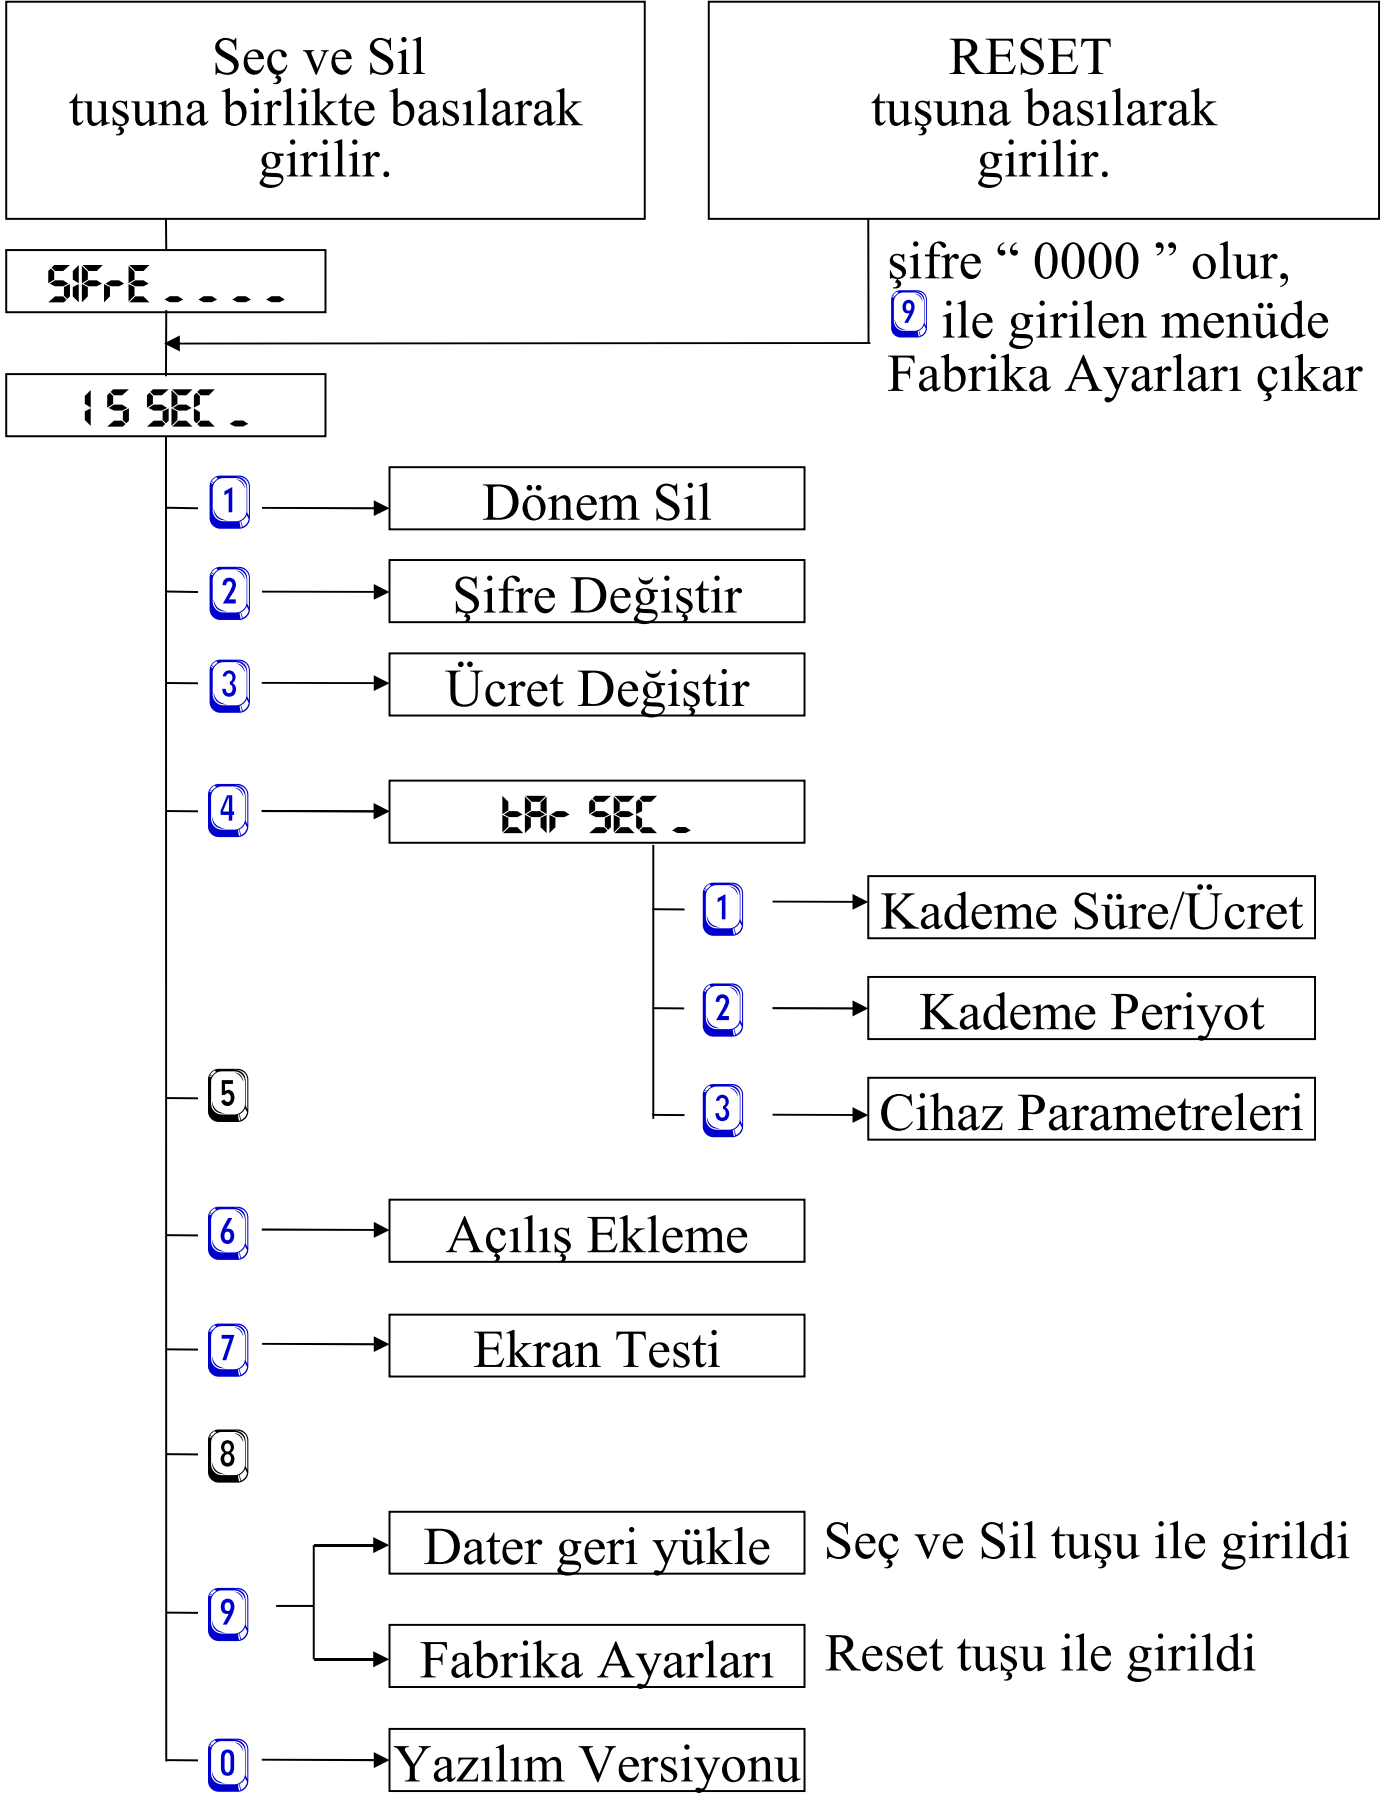 Seç ve Sil
tuşuna birlikte basılarak
girilir.
RESET
tuşuna basılarak
girilir.
SIFrE _ _ _ _
şifre “ 0000 ” olur,
9 ile girilen menüde
Fabrika Ayarları çıkar
IS SEC _
1 Dönem Sil
2 Şifre Değiştir
3 Ücret Değiştir
4 tAr SEC _
1 Kademe Süre/Ücret
2 Kademe Periyot
3 Cihaz Parametreleri
5
6 Açılış Ekleme
7 Ekran Testi
8
Dater geri yükle Seç ve Sil tuşu ile girildi
9
Fabrika Ayarları Reset tuşu ile girildi
0 Yazılım Versiyonu